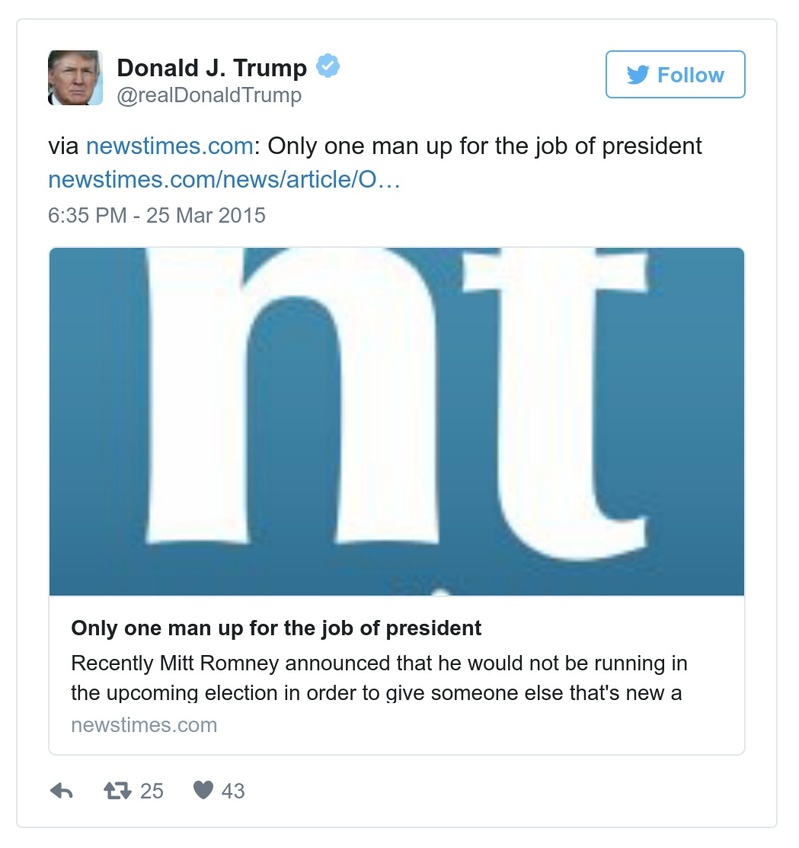 Donald J. Trump
@realDonaldTrump
Follow
via newstimes.com: Only one man up for the job of president
newstimes.com/news/article/O…
6:35 PM - 25 Mar 2015
nt
Only one man up for the job of president
Recently Mitt Romney announced that he would not be running in
the upcoming election in order to give someone else that's new a
newstimes.com
25 43